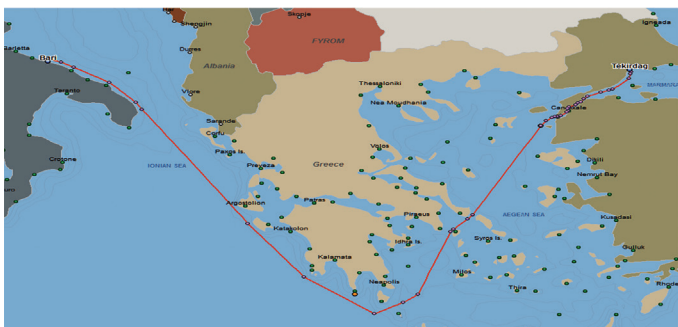 Skopje
Igneada
Shengjin
FYROM
Durres
Bari
Albania
Tekirdag
Thessaloniki
Taranto
Vlore
Nea Moudhania
Canakkale
Sarande
Corfu
Volos
Paxis Is.
Crotone
IONIAN SEA
Preveza
Greece
Dikili
Nemrut Bay
Argostolion
Patras
Piraeus
AEGEAN SEA
Kusadasi
Katakolon
Idhra Is.
Syros Is.
Gulluk
Kalamata
Milos
Neapolis
Thira
Rhode